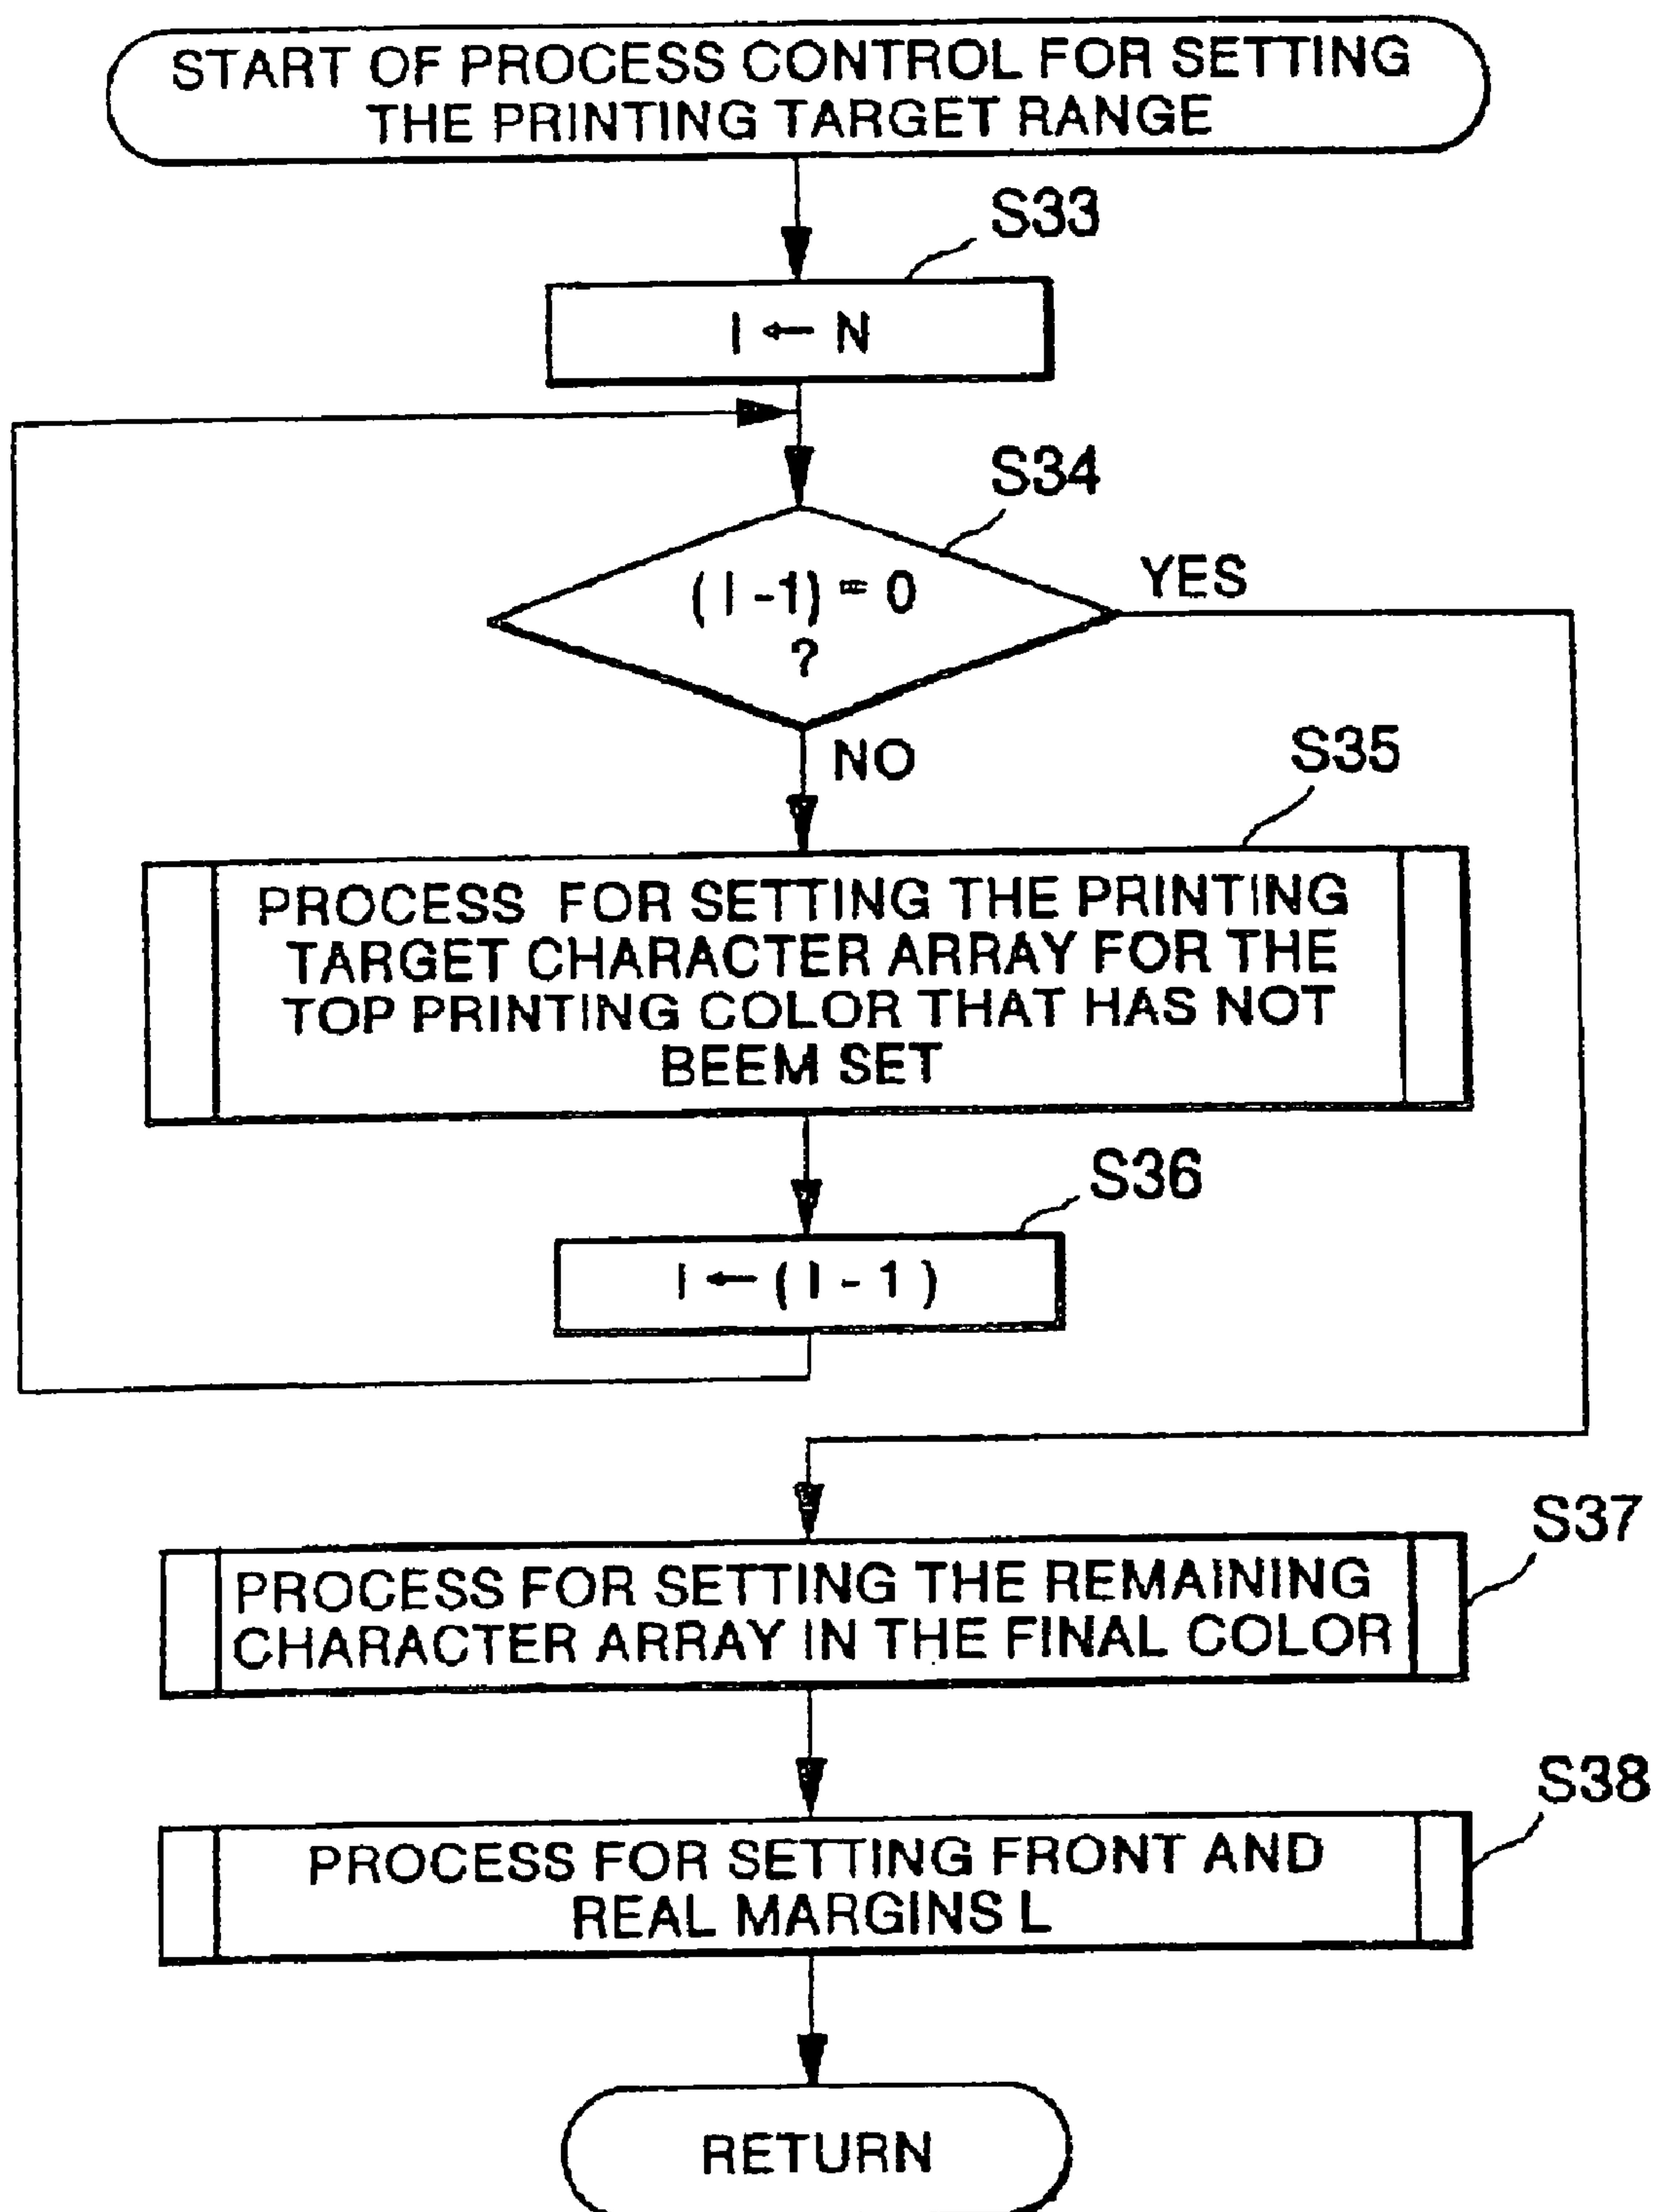 START OF PROCESS CONTROL FOR SETTING
THE PRINTING TARGET RANGE
S33
I ← N
S34
( I -1) = 0
?
YES
NO
S35
PROCESS FOR SETTING THE PRINTING
TARGET CHARACTER ARRAY FOR THE
TOP PRINTING COLOR THAT HAS NOT
BEEM SET
S36
I ← ( I - 1 )
S37
PROCESS FOR SETTING THE REMAINING
CHARACTER ARRAY IN THE FINAL COLOR
S38
PROCESS FOR SETTING FRONT AND
REAL MARGINS L
RETURN